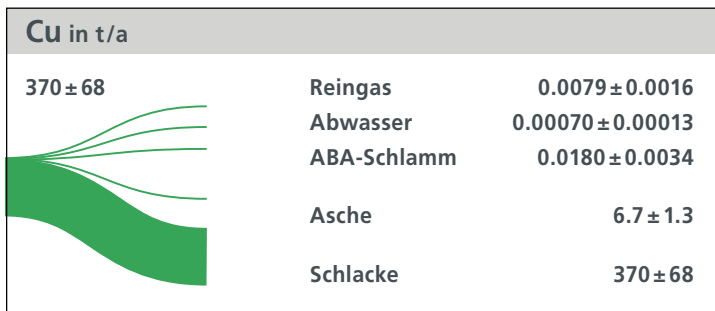 Cu in t/a
370±68
Reingas 0.0079±0.0016
Abwasser 0.00070±0.00013
ABA-Schlamm 0.0180±0.0034
Asche 6.7±1.3
Schlacke 370±68